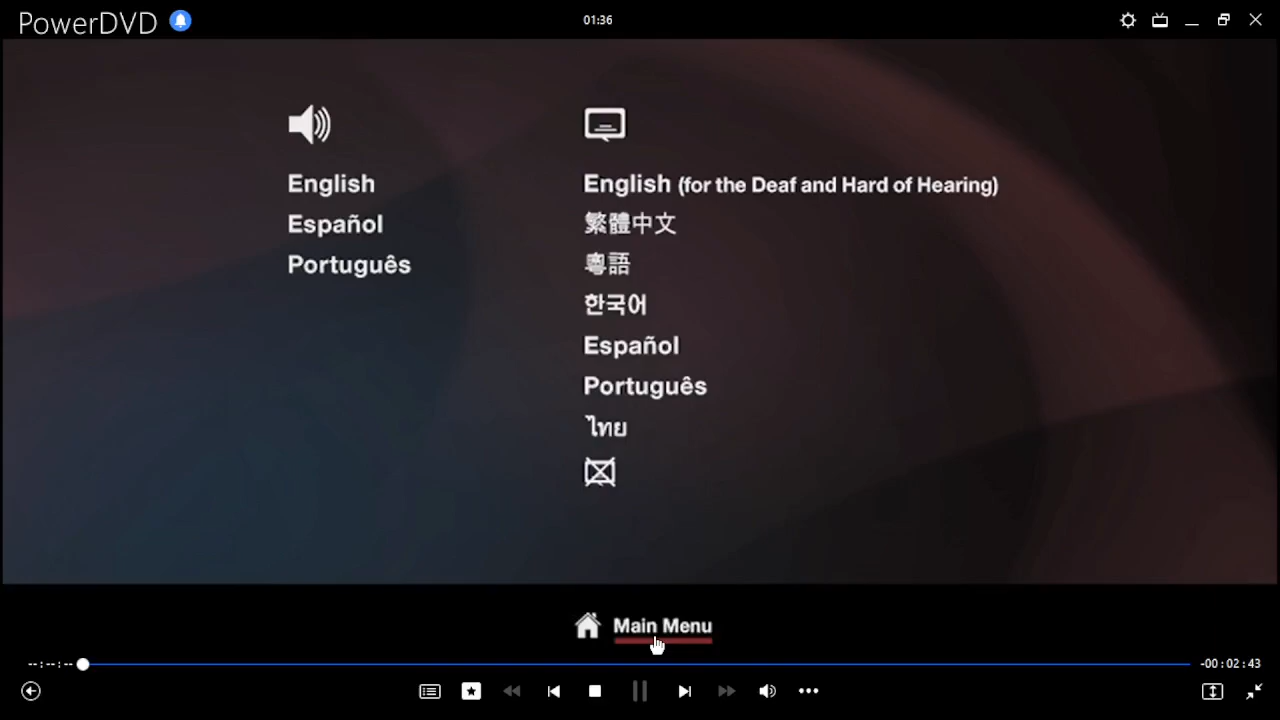 PowerDVD
01:36
English
Español
Português
English (for the Deaf and Hard of Hearing)
繁體中文
粵語
한국어
Español
Português
ไทย
Main Menu
--:--:--
-00:02:43